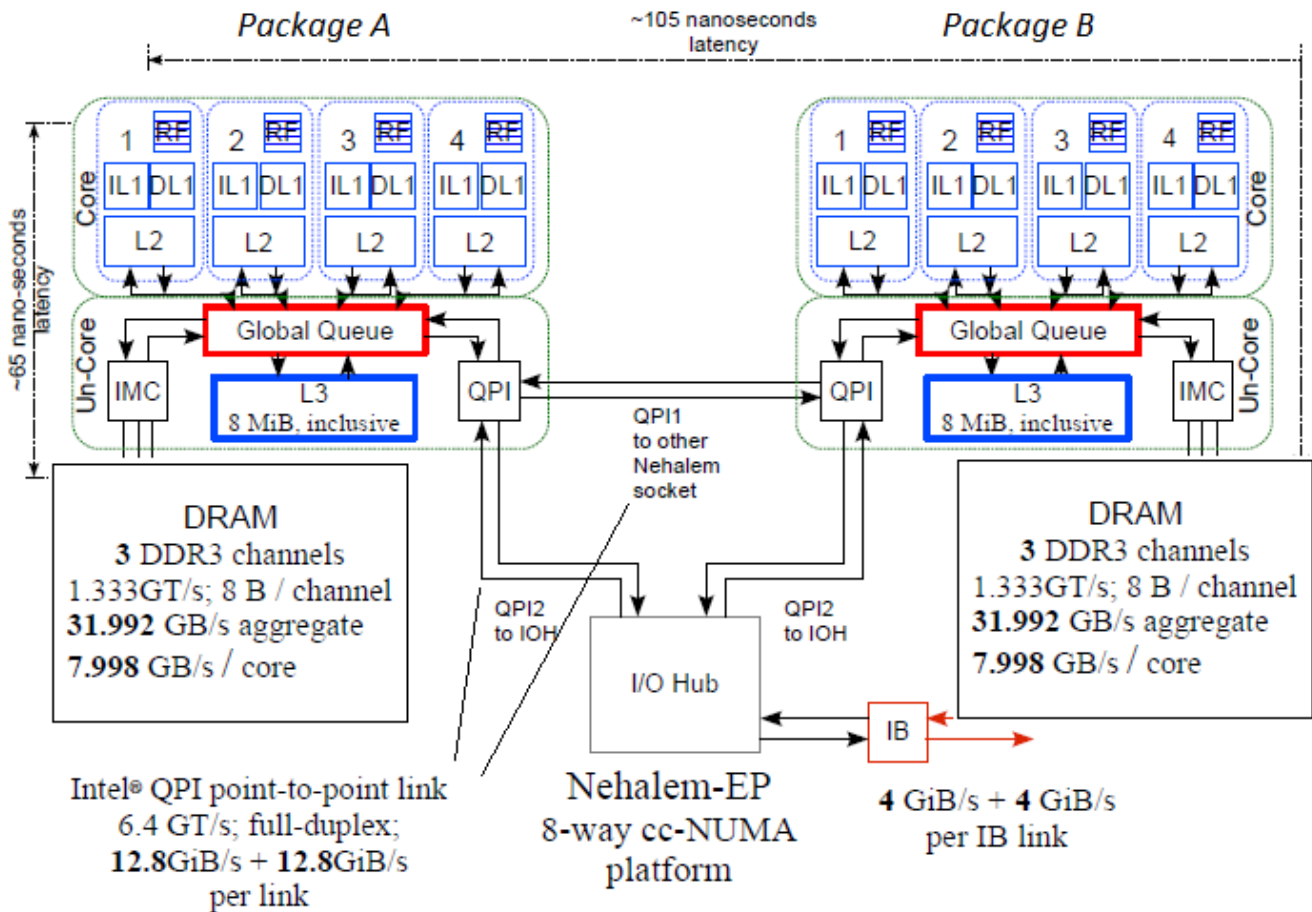 Package A
~105 nanoseconds
latency
Package B
~65 nano-seconds
latency
Core
1 RF
2 RF
3 RF
4 RF
IL1 DL1
IL1 DL1
IL1 DL1
IL1 DL1
L2
L2
L2
L2
Un-Core
Global Queue
IMC
L3
8 MiB, inclusive
QPI
1 RF
2 RF
3 RF
4 RF
IL1 DL1
IL1 DL1
IL1 DL1
IL1 DL1
L2
L2
L2
L2
Core
Global Queue
QPI
L3
8 MiB, inclusive
IMC
Un-Core
QPI1
to other
Nehalem
socket
DRAM
3 DDR3 channels
1.333GT/s; 8 B / channel
31.992 GB/s aggregate
7.998 GB/s / core
DRAM
3 DDR3 channels
1.333GT/s; 8 B / channel
31.992 GB/s aggregate
7.998 GB/s / core
QPI2
to IOH
QPI2
to IOH
I/O Hub
IB
Intel® QPI point-to-point link
6.4 GT/s; full-duplex;
12.8GiB/s + 12.8GiB/s
per link
Nehalem-EP
8-way cc-NUMA
platform
4 GiB/s + 4 GiB/s
per IB link